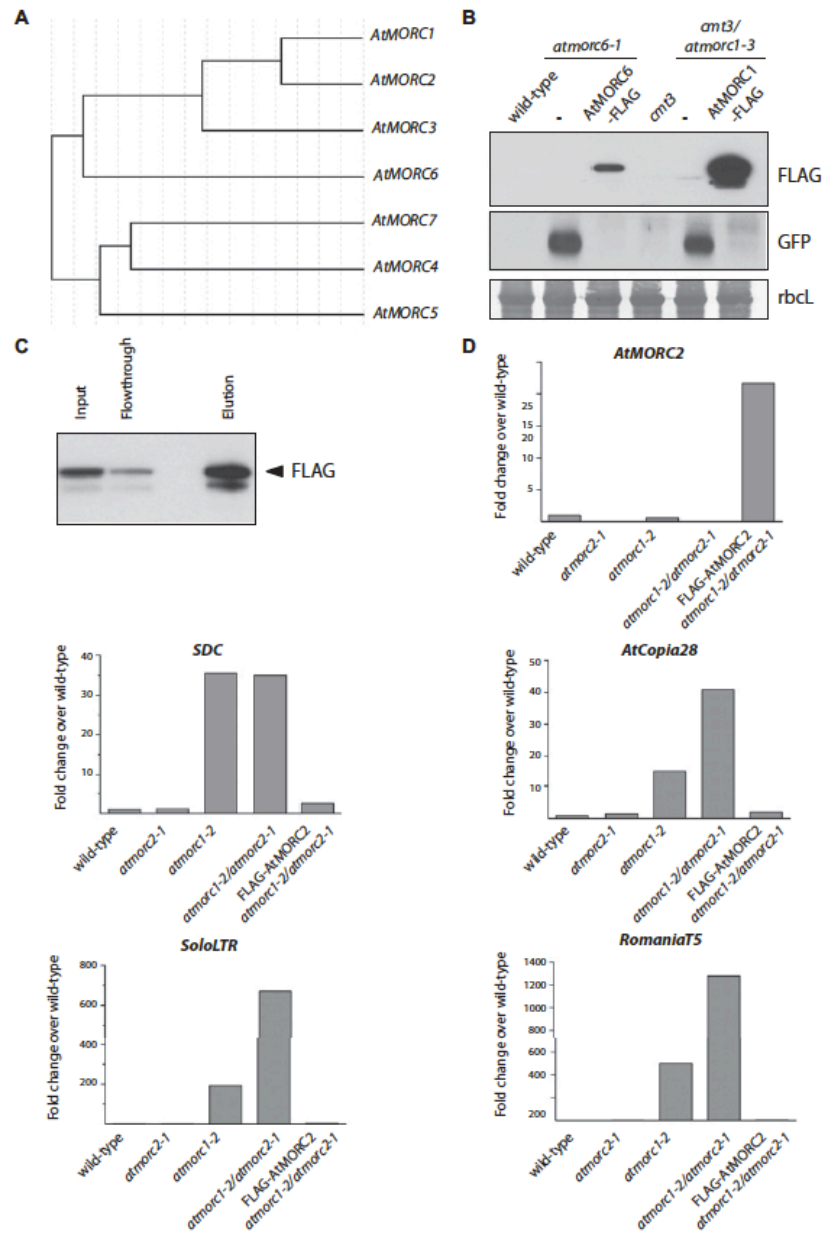 A
AtMORC1
AtMORC2
AtMORC3
AtMORC6
AtMORC7
AtMORC4
AtMORC5
B
atmorc6-1
cmt3/
atmorc1-3
wild-type
-
AtMORC6
-FLAG
cmt3
-
AtMORC1
-FLAG
FLAG
GFP
rbcL
C
Input
Flowthrough
Elution
FLAG
D
AtMORC2
Fold change over wild-type
25
20
15
10
5
wild-type
atmorc2-1
atmorc1-2
atmorc1-2/atmorc2-1
FLAG-AtMORC2
atmorc1-2/atmorc2-1
SDC
Fold change over wild-type
40
35
30
20
10
wild-type
atmorc2-1
atmorc1-2
atmorc1-2/atmorc2-1
FLAG-AtMORC2
atmorc1-2/atmorc2-1
AtCopia28
Fold change over wild-type
50
40
30
20
10
wild-type
atmorc2-1
atmorc1-2
atmorc1-2/atmorc2-1
FLAG-AtMORC2
atmorc1-2/atmorc2-1
SoloLTR
Fold change over wild-type
800
600
400
200
wild-type
atmorc2-1
atmorc1-2
atmorc1-2/atmorc2-1
FLAG-AtMORC2
atmorc1-2/atmorc2-1
RomaniaT5
Fold change over wild-type
1400
1200
1000
600
400
200
wild-type
atmorc2-1
atmorc1-2
atmorc1-2/atmorc2-1
FLAG-AtMORC2
atmorc1-2/atmorc2-1